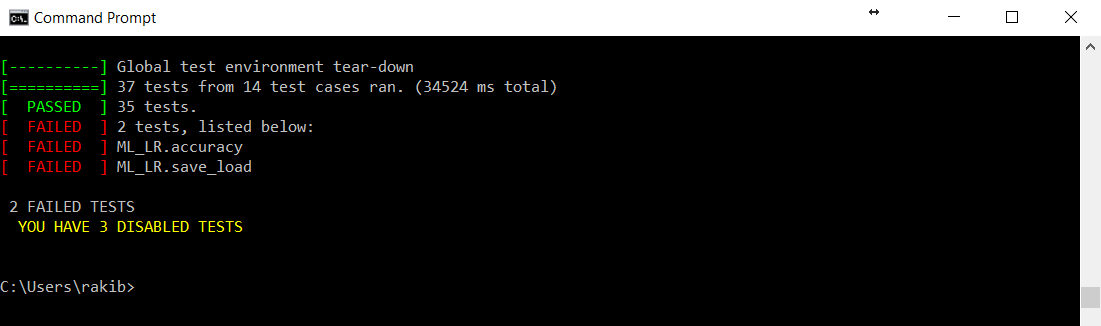 Command Prompt
[----------] Global test environment tear-down
[==========] 37 tests from 14 test cases ran. (34524 ms total)
[  PASSED  ] 35 tests.
[  FAILED  ] 2 tests, listed below:
[  FAILED  ] ML_LR.accuracy
[  FAILED  ] ML_LR.save_load
2 FAILED TESTS
YOU HAVE 3 DISABLED TESTS
C:\Users\rakib>